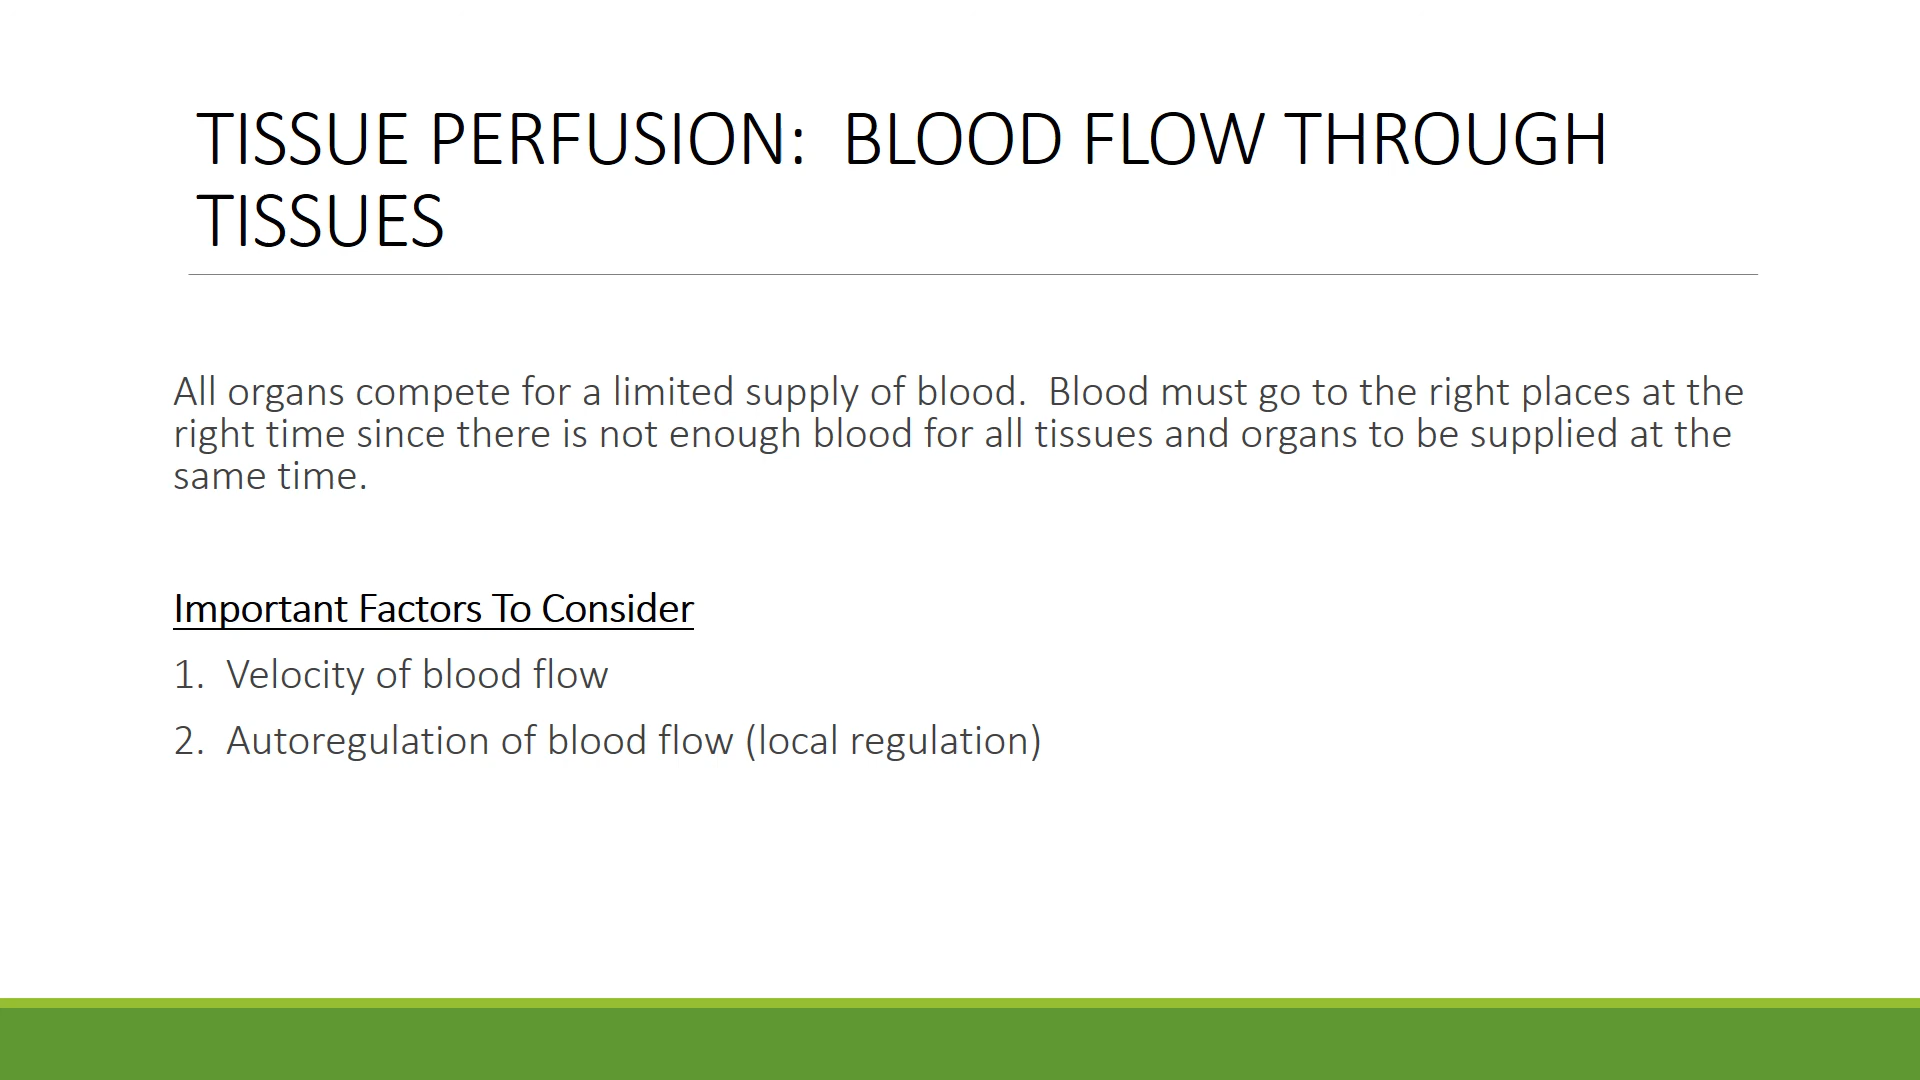 TISSUE PERFUSION:  BLOOD FLOW THROUGH
TISSUES
All organs compete for a limited supply of blood.  Blood must go to the right places at the
right time since there is not enough blood for all tissues and organs to be supplied at the
same time.
Important Factors To Consider
1.  Velocity of blood flow
2.  Autoregulation of blood flow (local regulation)